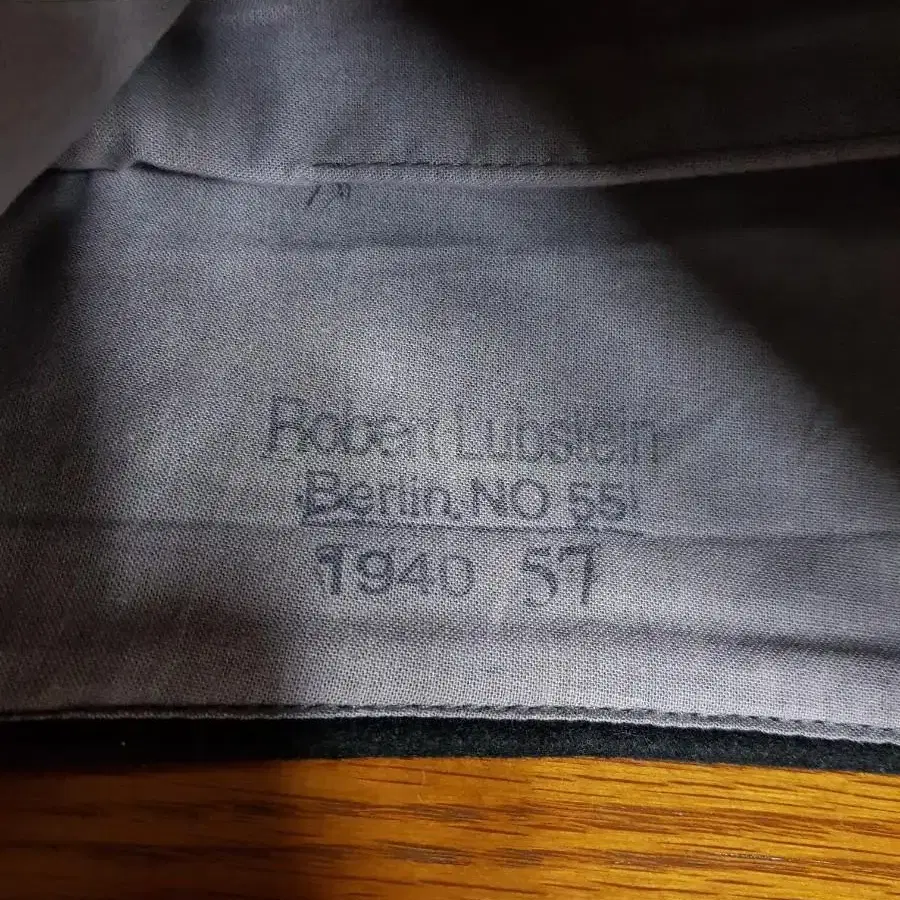 Robert Lubstein
Berlin. NO 55
1940 57